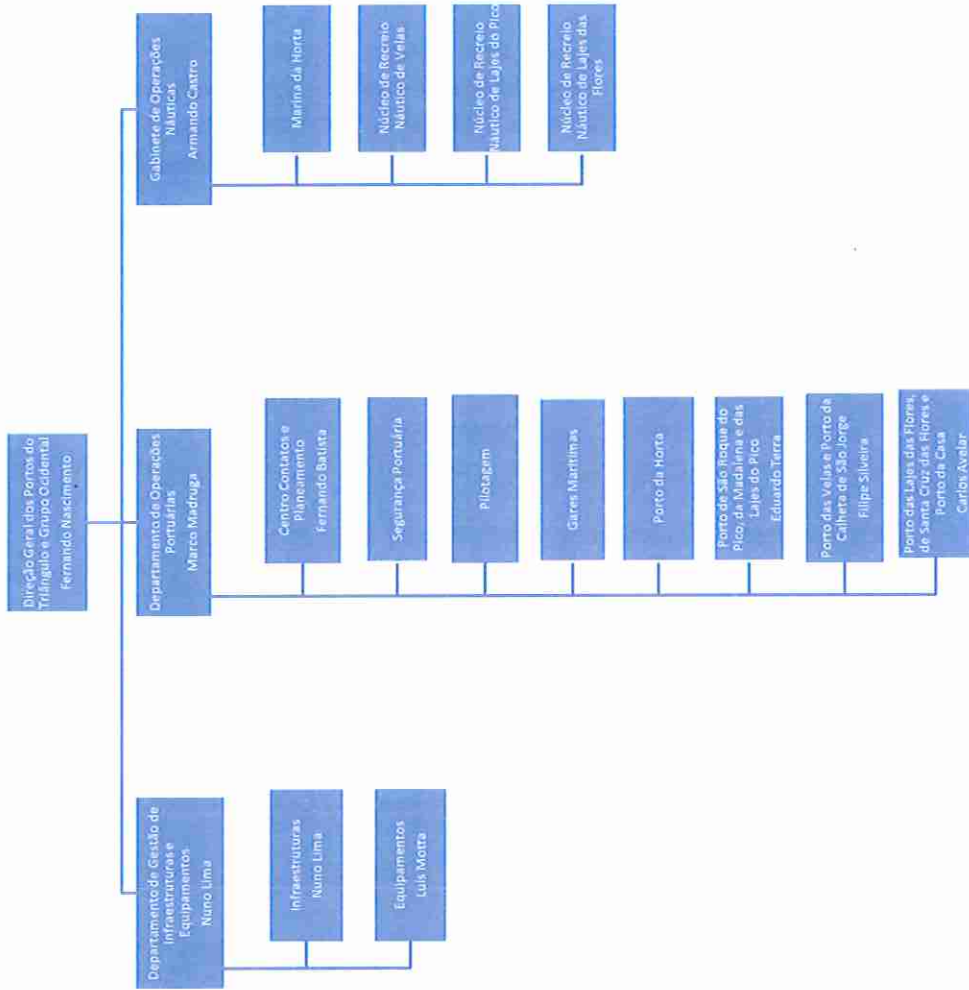 Direção Geral dos Portos do
Triângulo e Grupo Ocidental
Fernando Nascimento
Departamento de Gestão de
Infraestruturas e
Equipamentos
Nuno Lima
Infraestruturas
Nuno Lima
Equipamentos
Luis Motta
Departamento de Operações
Portuárias
Marco Madruga
Centro Contatos e
Planeamento
Fernando Batista
Segurança Portuária
Pilotagem
Gares Marítimas
Porto da Horta
Porto de São Roque do
Pico, da Madalena e das
Lajes do Pico
Eduardo Terra
Porto das Velas e Porto da
Calheta de São Jorge
Filipe Silveira
Porto das Lajes das Flores,
de Santa Cruz das Flores e
Porto da Casa
Carlos Avelar
Gabinete de Operações
Náuticas
Armando Castro
Marina da Horta
Núcleo de Recreio
Náutico de Velas
Núcleo de Recreio
Náutico de Lajes do Pico
Núcleo de Recreio
Náutico de Lajes das
Flores